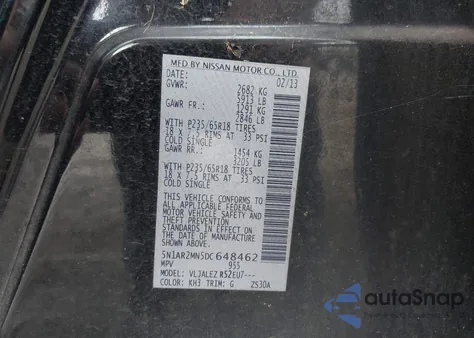 MFD BY NISSAN MOTOR CO., LTD.
DATE: 02/13
GVWR: 2682 KG
5913 LB
GAWR FR.: 1291 KG
2846 LB
WITH P235/65R18 TIRES
18 X 7.5 RIMS AT 33 PSI
COLD SINGLE
GAWR RR.: 1454 KG
3205 LB
WITH P235/65R18 TIRES
18 X 7.5 RIMS AT 33 PSI
COLD SINGLE
THIS VEHICLE CONFORMS TO
ALL APPLICABLE FEDERAL
MOTOR VEHICLE SAFETY AND
THEFT PREVENTION
STANDARDS IN EFFECT ON
THE DATE OF MANUFACTURE
SHOWN ABOVE.
5N1AR2MN5DC648462
MPV 955
MODEL: VLJALEZ R52EU7---
COLOR: KH3 TRIM: G ZS30A
autoSnap
POWERED BY